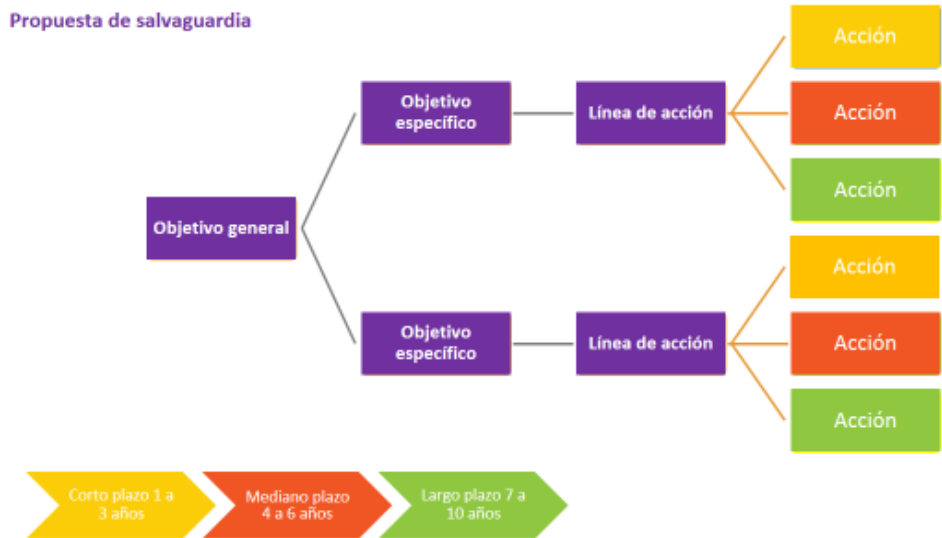 Propuesta de salvaguardia
Acción
Objetivo
específico
Línea de acción
Acción
Acción
Objetivo general
Acción
Objetivo
específico
Línea de acción
Acción
Acción
Corto plazo 1 a
3 años
Mediano plazo
4 a 6 años
Largo plazo 7 a
10 años